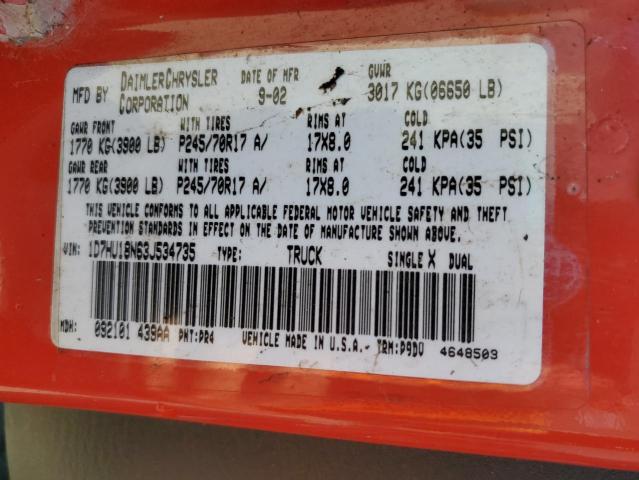 MFD BY DAIMLERCHRYSLER CORPORATION DATE OF MFR 9-02 GVWR 3017 KG(06650 LB)
GAWR FRONT WITH TIRES RIMS AT COLD
1770 KG(3900 LB) P245/70R17 A/ 17X8.0 241 KPA(35 PSI)
GAWR REAR WITH TIRES RIMS AT COLD
1770 KG(3900 LB) P245/70R17 A/ 17X8.0 241 KPA(35 PSI)
THIS VEHICLE CONFORMS TO ALL APPLICABLE FEDERAL MOTOR VEHICLE SAFETY AND THEFT
PREVENTION STANDARDS IN EFFECT ON THE DATE OF MANUFACTURE SHOWN ABOVE.
VIN: 1D7HU18N63J534735 TYPE: TRUCK SINGLE X DUAL
MDH: 092101 439AA PNT:PR4 VEHICLE MADE IN U.S.A. TRM:P9DV 4648503